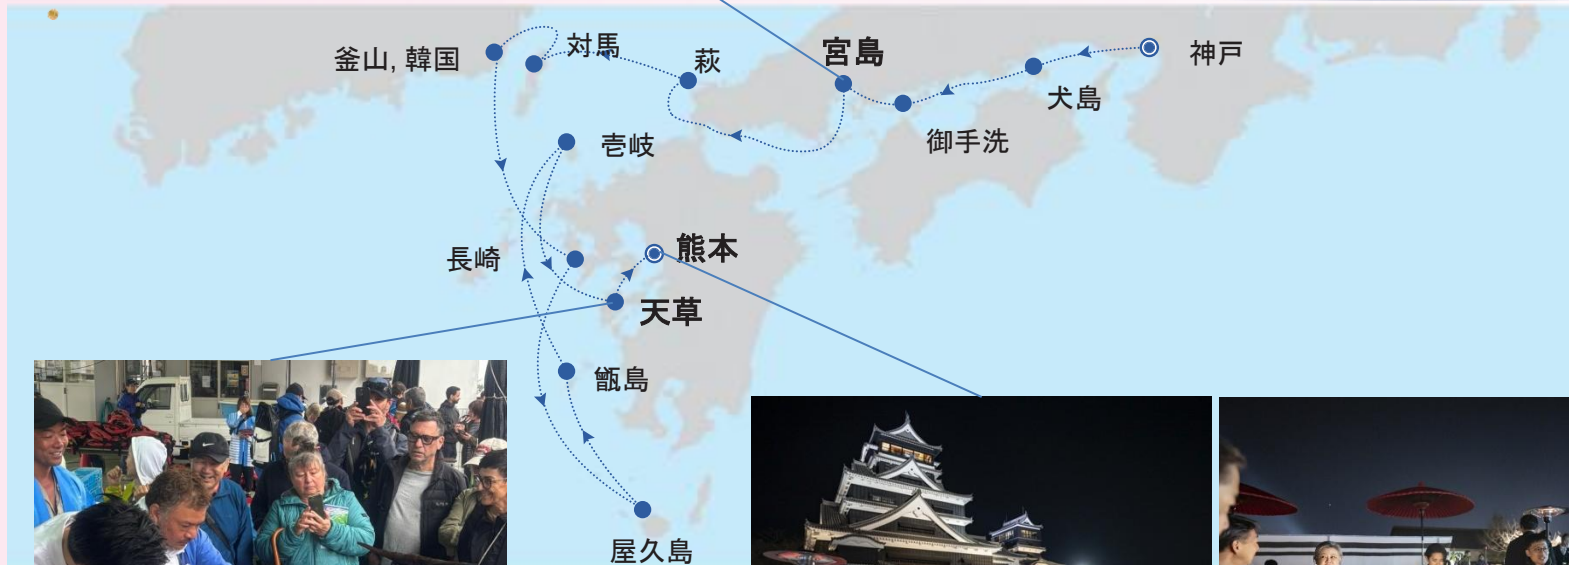 釜山, 韓国
対馬
萩
宮島
神戸
犬島
御手洗
壱岐
長崎
熊本
天草
甑島
屋久島